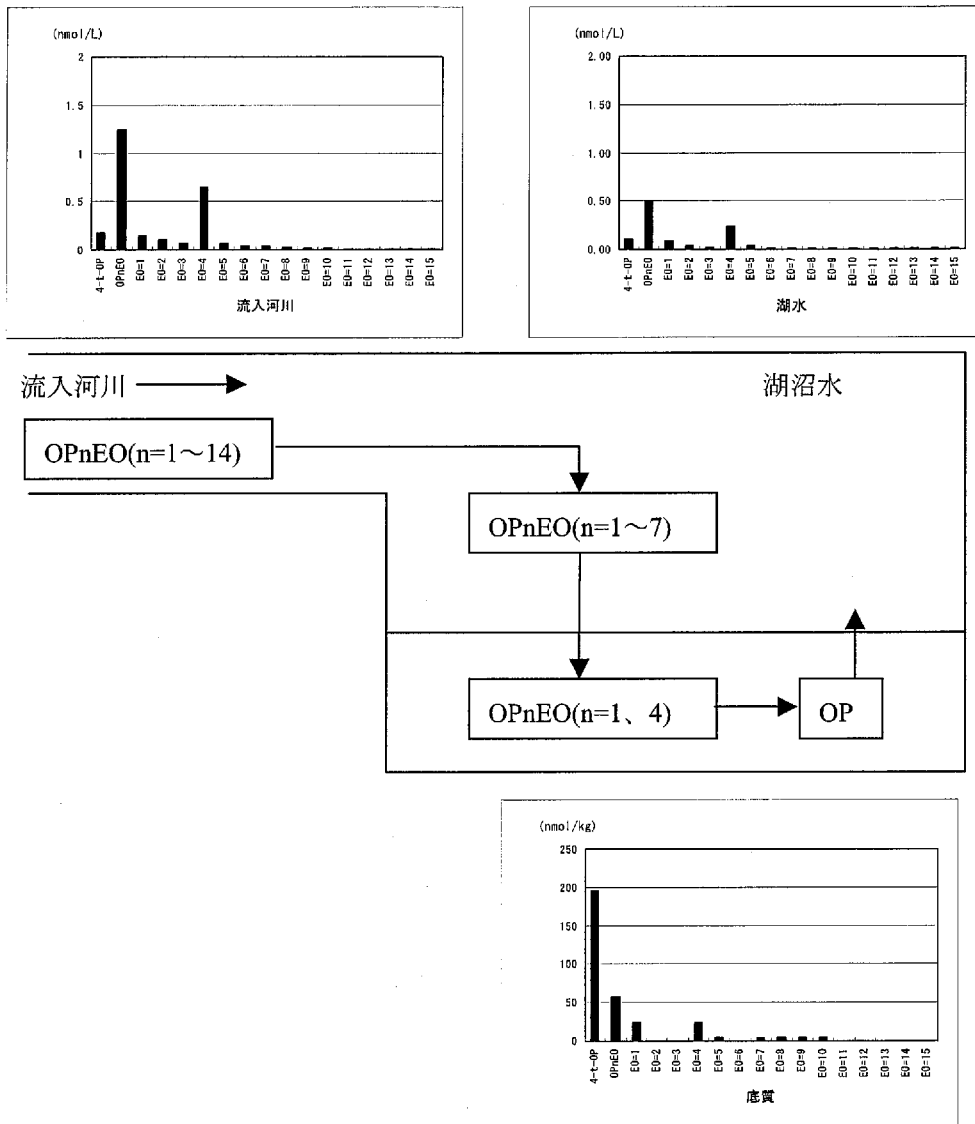 (nmol/L)
2
1.5
1
0.5
0
4-t-OP
OPnEO
EO=1
EO=2
EO=3
EO=4
EO=5
EO=6
EO=7
EO=8
EO=9
EO=10
EO=11
EO=12
EO=13
EO=14
EO=15
流入河川
(nmol/L)
2.00
1.50
1.00
0.50
0.00
4-t-OP
OPnEO
EO=1
EO=2
EO=3
EO=4
EO=5
EO=6
EO=7
EO=8
EO=9
EO=10
EO=11
EO=12
EO=13
EO=14
EO=15
湖水
流入河川
湖沼水
OPnEO(n=1～14)
OPnEO(n=1～7)
OPnEO(n=1、4)
OP
(nmol/kg)
250
200
150
100
50
0
4-t-OP
OPnEO
EO=1
EO=2
EO=3
EO=4
EO=5
EO=6
EO=7
EO=8
EO=9
EO=10
EO=11
EO=12
EO=13
EO=14
EO=15
底質